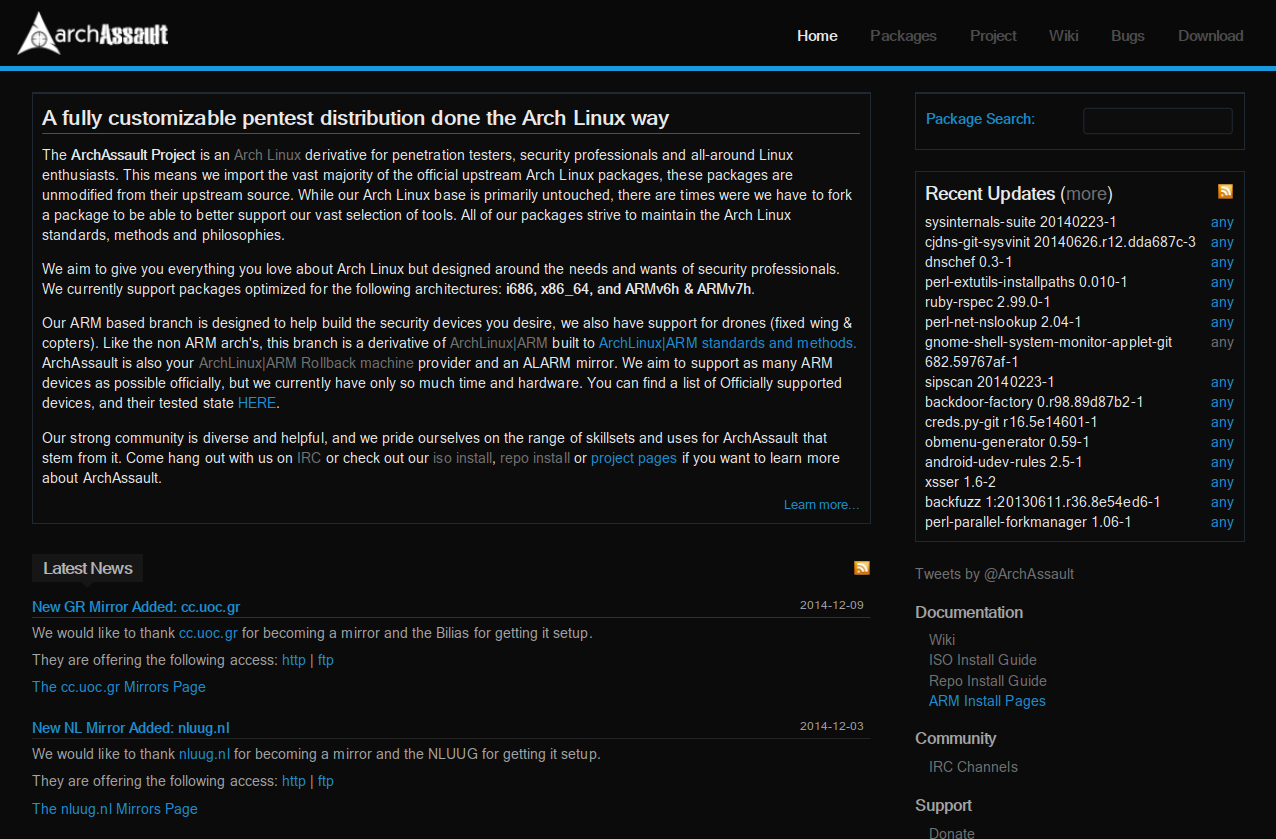 archAssault
Home Packages Project Wiki Bugs Download
A fully customizable pentest distribution done the Arch Linux way
The ArchAssault Project is an Arch Linux derivative for penetration testers, security professionals and all-around Linux
enthusiasts. This means we import the vast majority of the official upstream Arch Linux packages, these packages are
unmodified from their upstream source. While our Arch Linux base is primarily untouched, there are times were we have to fork
a package to be able to better support our vast selection of tools. All of our packages strive to maintain the Arch Linux
standards, methods and philosophies.
We aim to give you everything you love about Arch Linux but designed around the needs and wants of security professionals.
We currently support packages optimized for the following architectures: i686, x86_64, and ARMv6h & ARMv7h.
Our ARM based branch is designed to help build the security devices you desire, we also have support for drones (fixed wing &
copters). Like the non ARM arch's, this branch is a derivative of ArchLinux|ARM built to ArchLinux|ARM standards and methods.
ArchAssault is also your ArchLinux|ARM Rollback machine provider and an ALARM mirror. We aim to support as many ARM
devices as possible officially, but we currently have only so much time and hardware. You can find a list of Officially supported
devices, and their tested state HERE.
Our strong community is diverse and helpful, and we pride ourselves on the range of skillsets and uses for ArchAssault that
stem from it. Come hang out with us on IRC or check out our iso install, repo install or project pages if you want to learn more
about ArchAssault.
Learn more...
Latest News
New GR Mirror Added: cc.uoc.gr 2014-12-09
We would like to thank cc.uoc.gr for becoming a mirror and the Bilias for getting it setup.
They are offering the following access: http | ftp
The cc.uoc.gr Mirrors Page
New NL Mirror Added: nluug.nl 2014-12-03
We would like to thank nluug.nl for becoming a mirror and the NLUUG for getting it setup.
They are offering the following access: http | ftp
The nluug.nl Mirrors Page
Package Search:
Recent Updates (more)
sysinternals-suite 20140223-1 any
cjdns-git-sysvinit 20140626.r12.dda687c-3 any
dnschef 0.3-1 any
perl-extutils-installpaths 0.010-1 any
ruby-rspec 2.99.0-1 any
perl-net-nslookup 2.04-1 any
gnome-shell-system-monitor-applet-git any
682.59767af-1
sipscan 20140223-1 any
backdoor-factory 0.r98.89d87b2-1 any
creds.py-git r16.5e14601-1 any
obmenu-generator 0.59-1 any
android-udev-rules 2.5-1 any
xsser 1.6-2 any
backfuzz 1:20130611.r36.8e54ed6-1 any
perl-parallel-forkmanager 1.06-1 any
Tweets by @ArchAssault
Documentation
Wiki
ISO Install Guide
Repo Install Guide
ARM Install Pages
Community
IRC Channels
Support
Donate